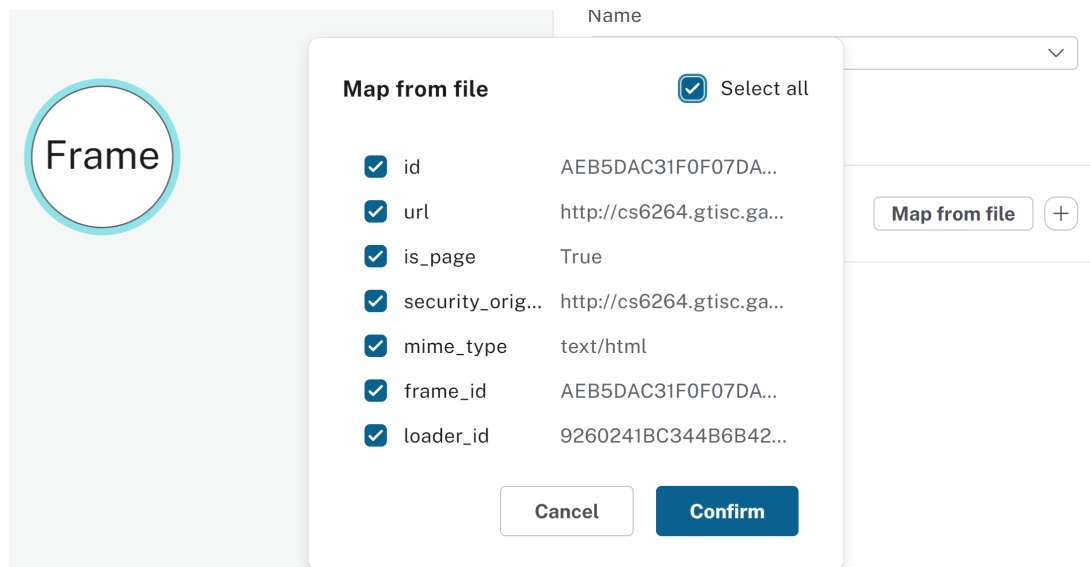 Name
Map from file
Select all
Frame
id AEB5DAC31F0F07DA...
url http://cs6264.gtisc.ga...
Map from file
is_page True
security_orig... http://cs6264.gtisc.ga...
mime_type text/html
frame_id AEB5DAC31F0F07DA...
loader_id 9260241BC344B6B42...
Cancel
Confirm